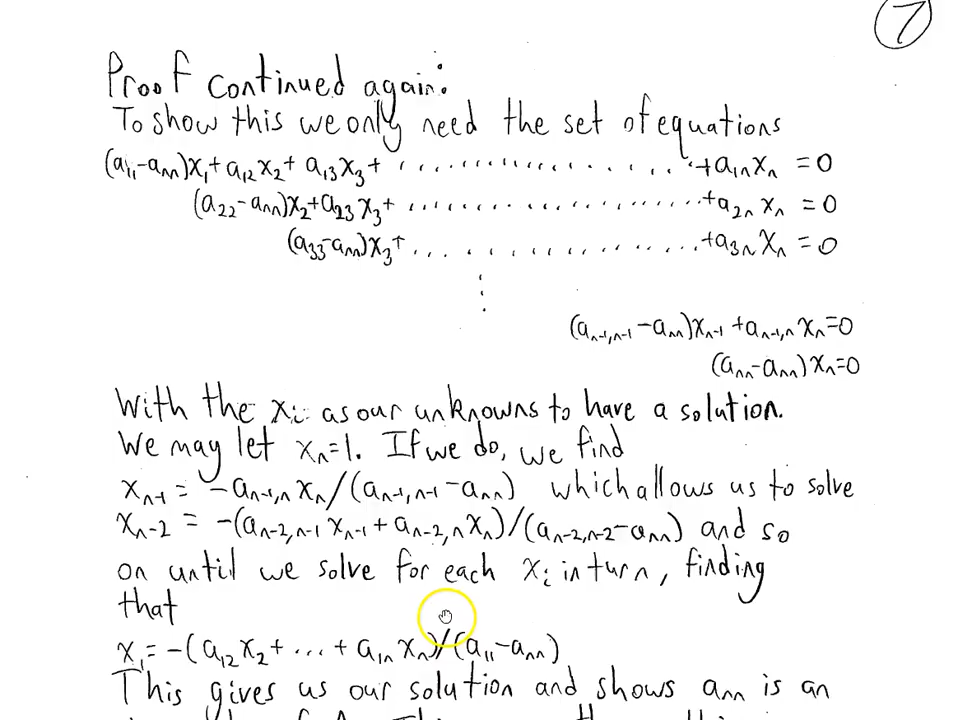 7
Proof continued again:
To show this we only need the set of equations
(a₁₁-aₙₙ)x₁+a₁₂x₂+ a₁₃x₃+ ..................... +a₁ₙxₙ =0
(a₂₂-aₙₙ)x₂+a₂₃x₃+ ..................... +a₂ₙxₙ =0
(a₃₃-aₙₙ)x₃+ ............... +a₃ₙxₙ =0
⋮
(aₙ₋₁,ₙ₋₁-aₙₙ)xₙ₋₁+aₙ₋₁,ₙxₙ=0
(aₙₙ-aₙₙ)xₙ=0
With the xᵢ as our unknowns to have a solution.
We may let xₙ=1. If we do, we find
xₙ₋₁ = -aₙ₋₁,ₙxₙ/(aₙ₋₁,ₙ₋₁-aₙₙ) which allows us to solve
xₙ₋₂ = -(aₙ₋₂,ₙ₋₁xₙ₋₁+aₙ₋₂,ₙxₙ)/(aₙ₋₂,ₙ₋₂-aₙₙ) and so
on until we solve for each xᵢ in turn, finding
that
x₁=-(a₁₂x₂+...+a₁ₙxₙ)/(a₁₁-aₙₙ)
This gives us our solution and shows aₙₙ is an